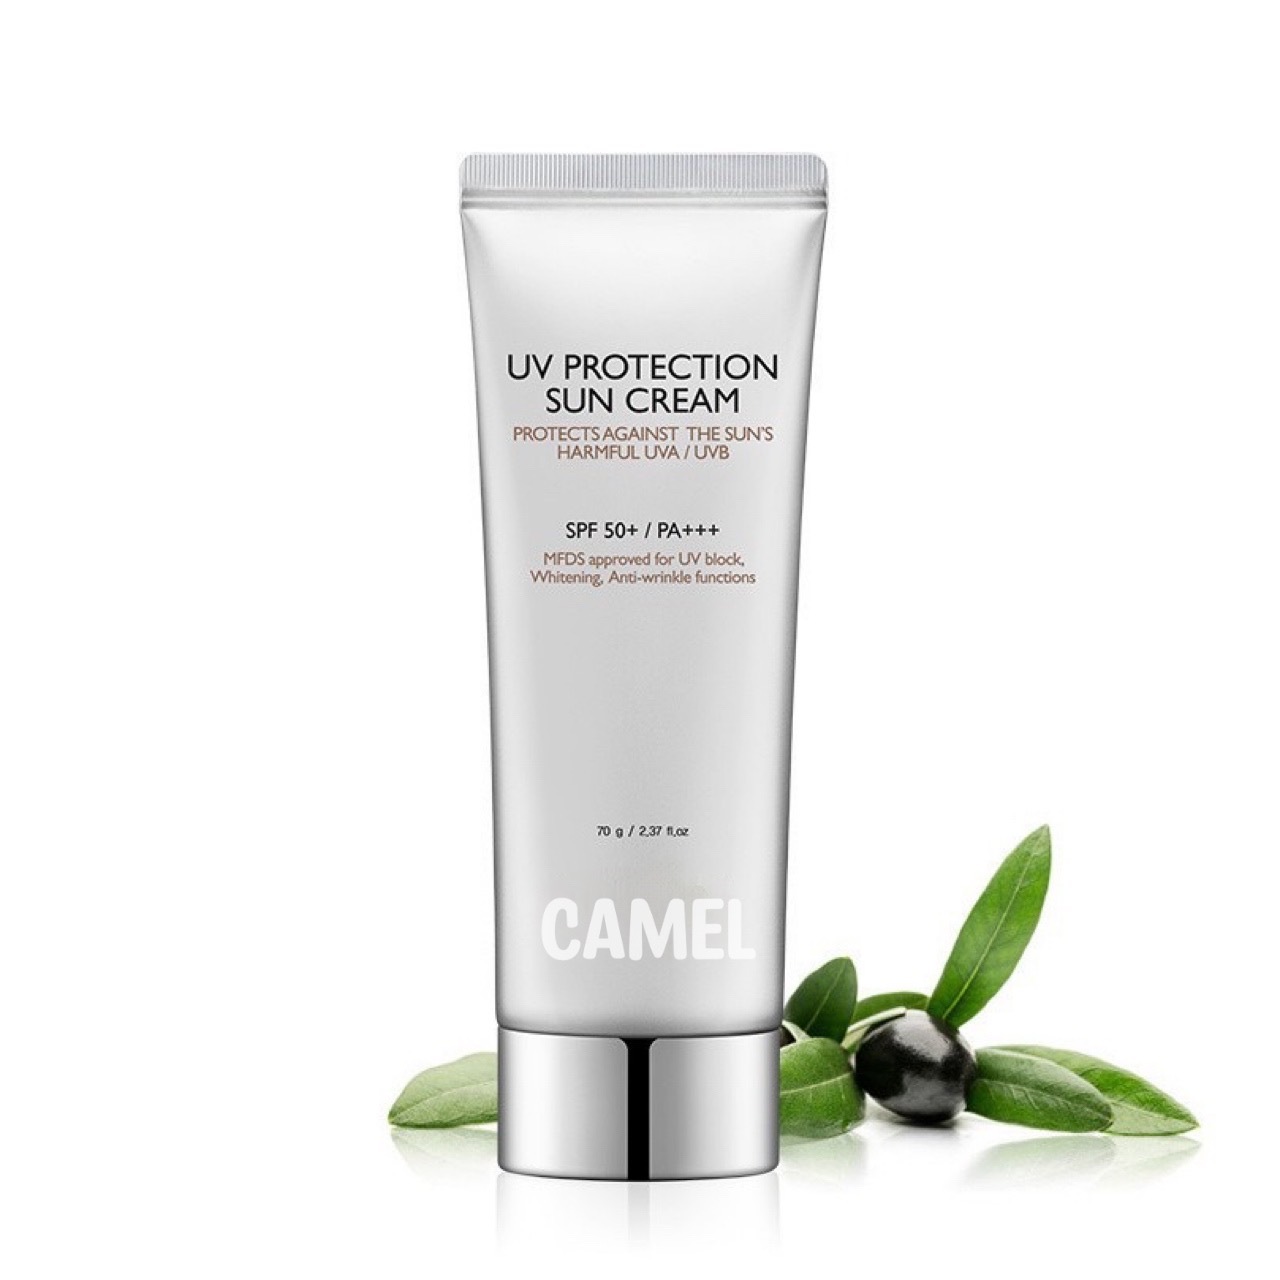 UV PROTECTION
SUN CREAM
PROTECTS AGAINST THE SUN'S
HARMFUL UVA / UVB
SPF 50+ / PA+++
MFDS approved for UV block,
Whitening, Anti-wrinkle functions
70 g / 2.37 fl.oz
CAMEL